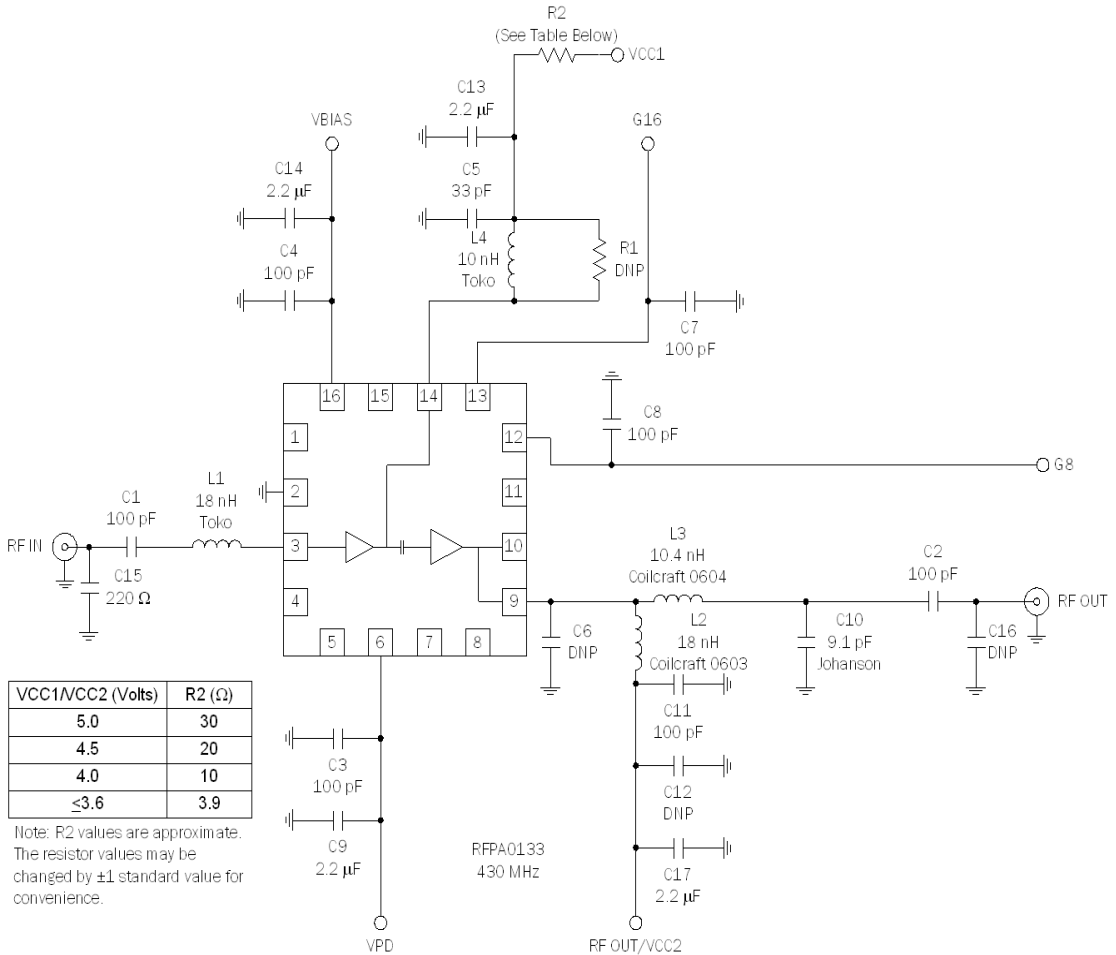 R2
(See Table Below)
VCC1
C13
2.2 µF
VBIAS
G16
C14
2.2 µF
C5
33 pF
L4
10 nH
Toko
R1
DNP
C4
100 pF
C7
100 pF
16
15
14
13
C8
100 pF
1
12
G8
2
11
L1
18 nH
Toko
C1
100 pF
RF IN
3
10
L3
10.4 nH
Coilcraft 0604
C2
100 pF
C15
220 Ω
4
9
RF OUT
C6
DNP
L2
18 nH
Coilcraft 0603
C10
9.1 pF
Johanson
C16
DNP
5
6
7
8
C11
100 pF
VCC1/VCC2 (Volts) R2 (Ω)
5.0 30
4.5 20
4.0 10
≤3.6 3.9
Note: R2 values are approximate.
The resistor values may be
changed by ±1 standard value for
convenience.
C3
100 pF
C12
DNP
C9
2.2 µF
RFPA0133
430 MHz
C17
2.2 µF
VPD
RF OUT/VCC2